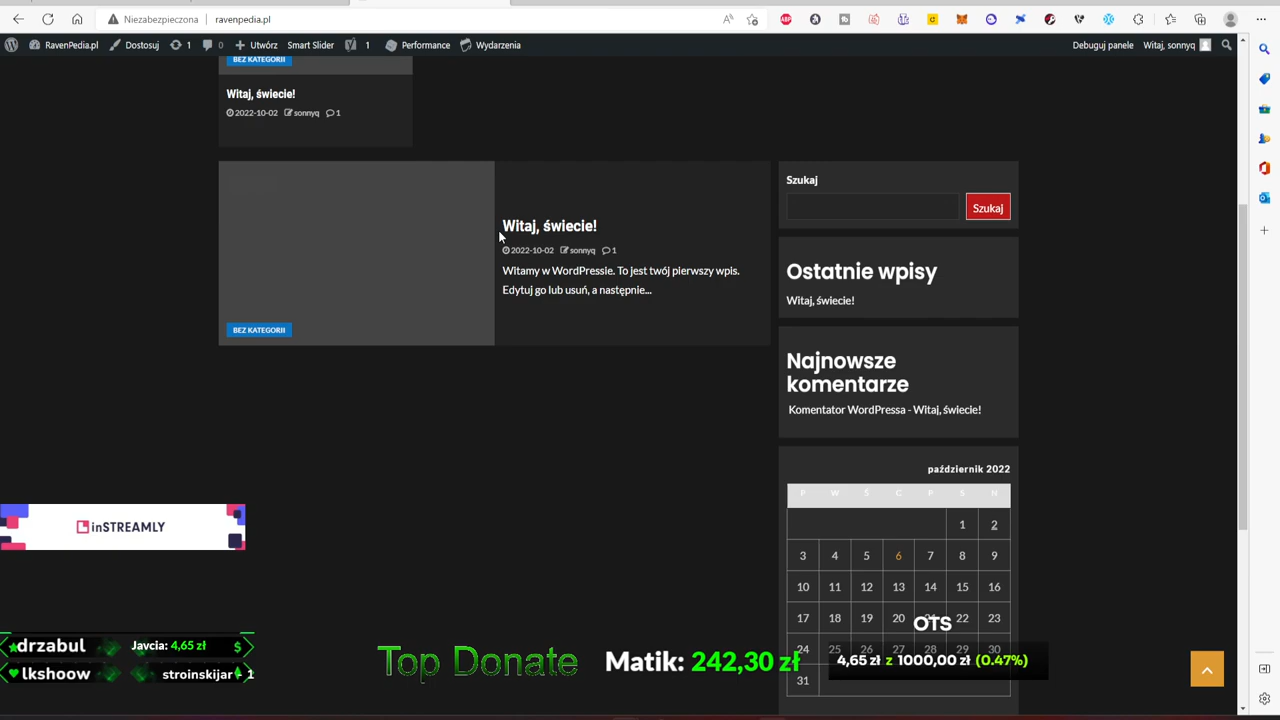 Niezabezpieczona
ravenpedia.pl
RavenPedia.pl
Dostosuj
1
0
Utwórz
Smart Slider
1
Performance
Wydarzenia
Debuguj panele
Witaj, sonnyq
BEZ KATEGORII
Witaj, świecie!
2022-10-02 sonnyq 1
BEZ KATEGORII
Witaj, świecie!
2022-10-02 sonnyq 1
Witamy w WordPressie. To jest twój pierwszy wpis.
Edytuj go lub usuń, a następnie...
Szukaj
Szukaj
Ostatnie wpisy
Witaj, świecie!
Najnowsze
komentarze
Komentator WordPressa - Witaj, świecie!
październik 2022
P W Ś C P S N
1 2
3 4 5 6 7 8 9
10 11 12 13 14 15 16
17 18 19 20 21 22 23
24 25 26 27 28 29 30
31
inSTREAMLY
drzabul
Javcia: 4,65 zł
$
lkshoow
stroinskijar - 1
Top Donate
Matik: 242,30 zł
OTS
4,65 zł z 1000,00 zł (0.47%)